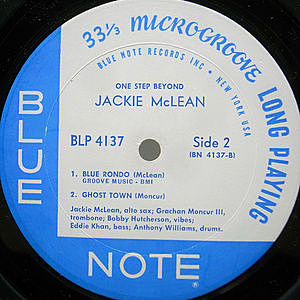 33⅓ MICROGROOVE LONG PLAYING
BLUE NOTE RECORDS INC • NEW YORK USA
ONE STEP BEYOND
JACKIE McLEAN
BLP 4137
Side 2
(BN 4137-B)
1. BLUE RONDO (McLean)
GROOVE MUSIC - BMI
2. GHOST TOWN (Moncur)
Jackie McLean, alto sax; Grachan Moncur III,
trombone; Bobby Hutcherson, vibes;
Eddie Khan, bass; Anthony Williams, drums.
BLUE
NOTE ®